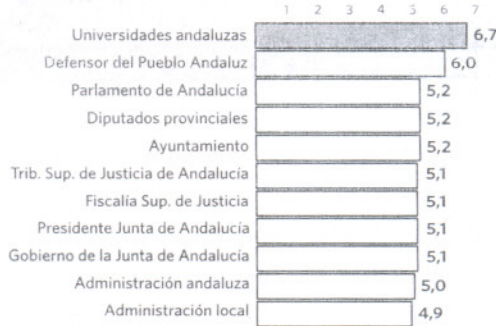 1 2 3 4 5 6 7
Universidades andaluzas 6,7
Defensor del Pueblo Andaluz 6,0
Parlamento de Andalucía 5,2
Diputados provinciales 5,2
Ayuntamiento 5,2
Trib. Sup. de Justicia de Andalucía 5,1
Fiscalía Sup. de Justicia 5,1
Presidente Junta de Andalucía 5,1
Gobierno de la Junta de Andalucía 5,1
Administración andaluza 5,0
Administración local 4,9